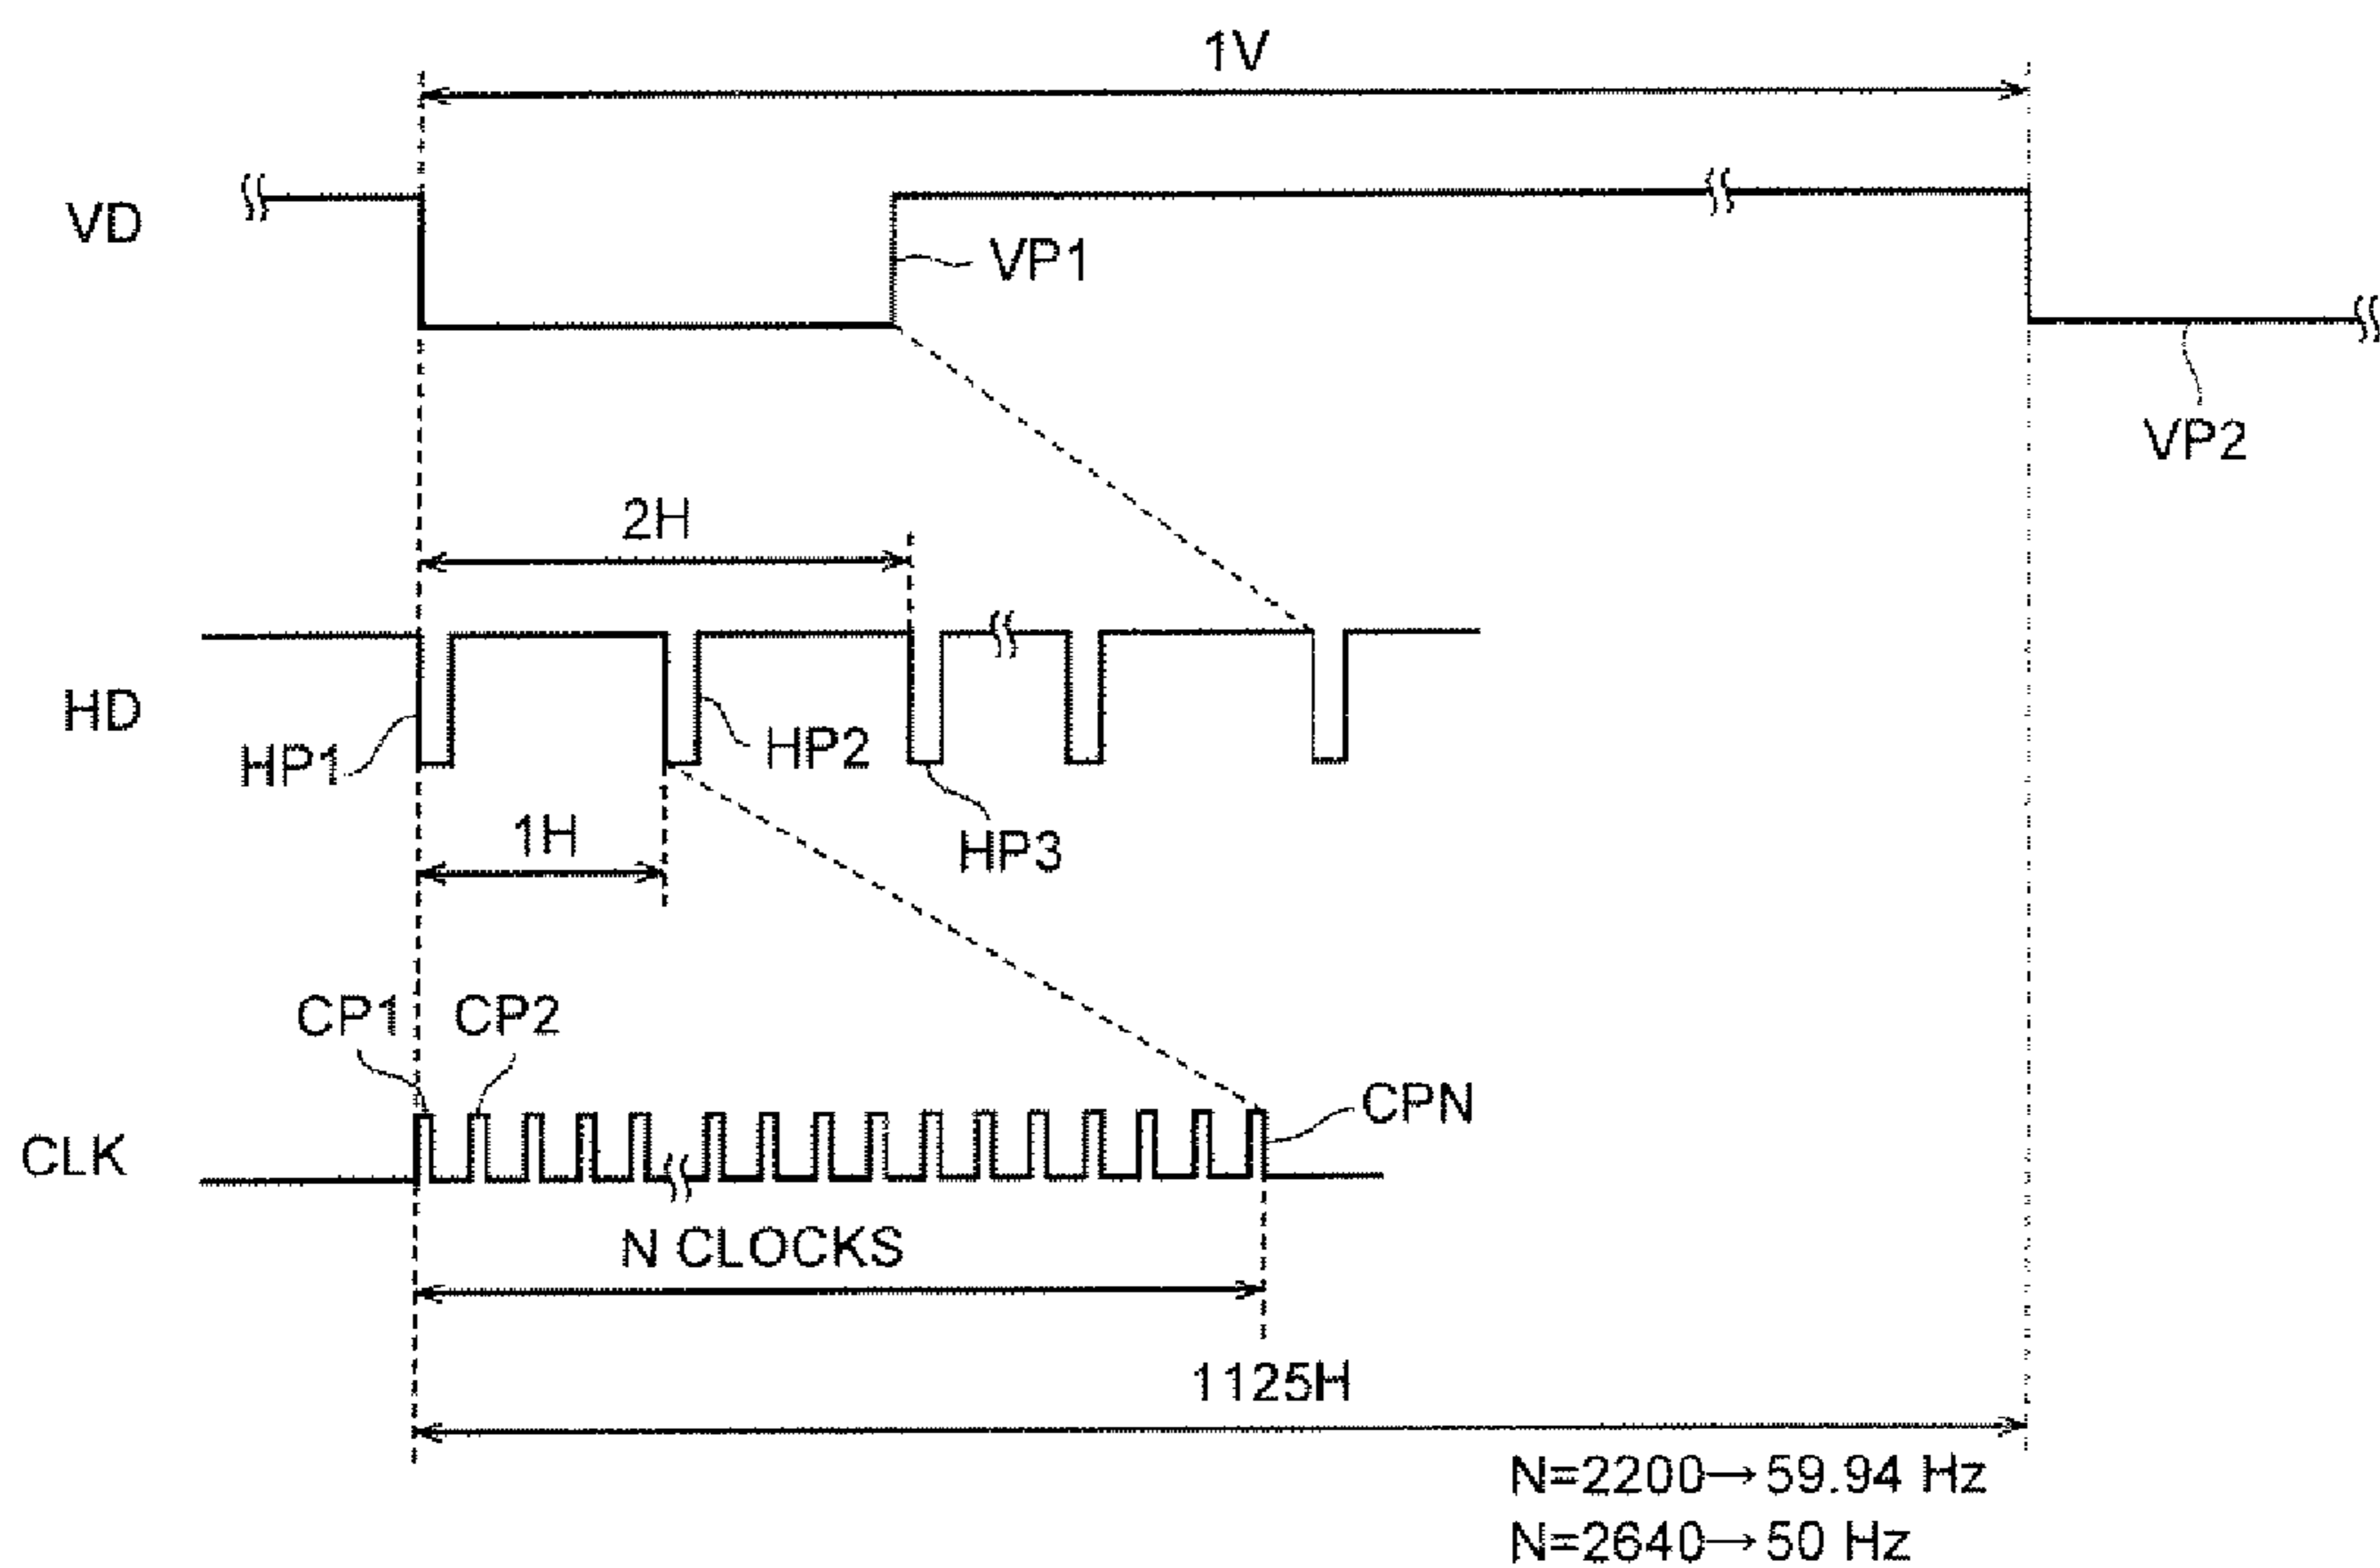 1V
VD
VP1
VP2
2H
HD
HP1
HP2
HP3
1H
CP1
CP2
CLK
CPN
N CLOCKS
1125H
N=2200→59.94 Hz
N=2640→50 Hz